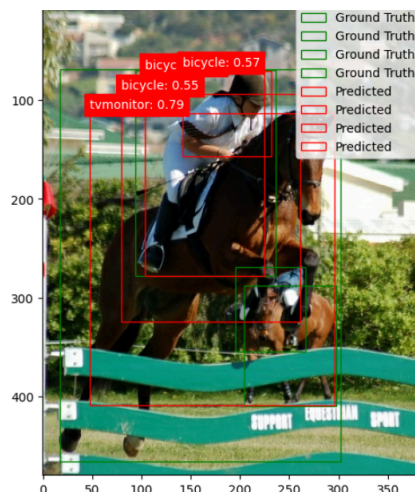 Ground Truth
Ground Truth
Ground Truth
Ground Truth
Predicted
Predicted
Predicted
Predicted
bicyc
bicycle: 0.57
bicycle: 0.55
tvmonitor: 0.79
100
200
300
400
0
50
100
150
200
250
300
350
SUPPORT EQUESTRIAN SPORT